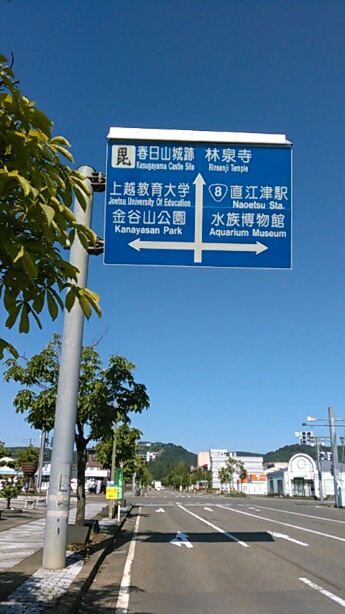 毘 春日山城跡 林泉寺
Kasugayama Castle Site Rinsenji Temple
上越教育大学
Joetsu University Of Education
金谷山公園
Kanayasan Park
8 直江津駅
Naoetsu Sta.
水族博物館
Aquarium Museum